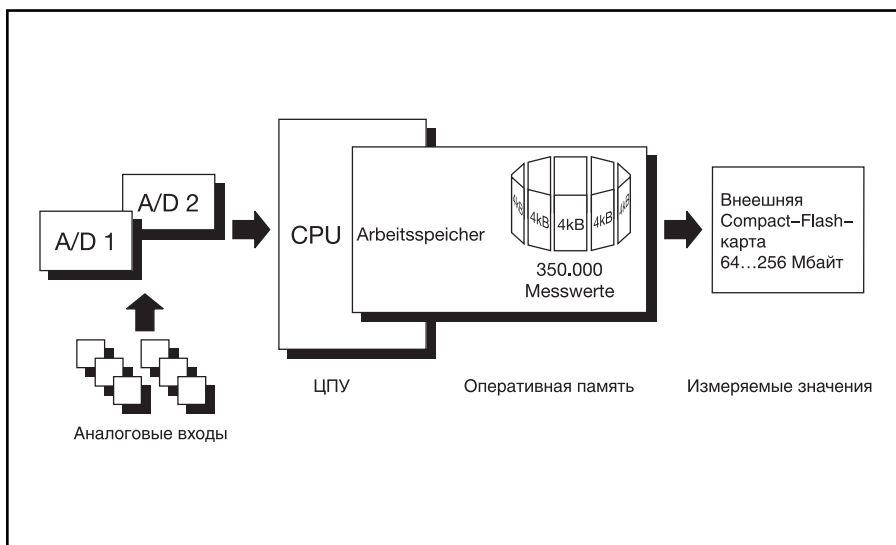 A/D 2
A/D 1
CPU
Arbeitsspeicher
4kB
4kB
4kB
4kB
4kB
350.000
Messwerte
Внеешняя
Compact–Flash–
карта
64...256 Мбайт
ЦПУ
Оперативная память
Измеряемые значения
Аналоговые входы